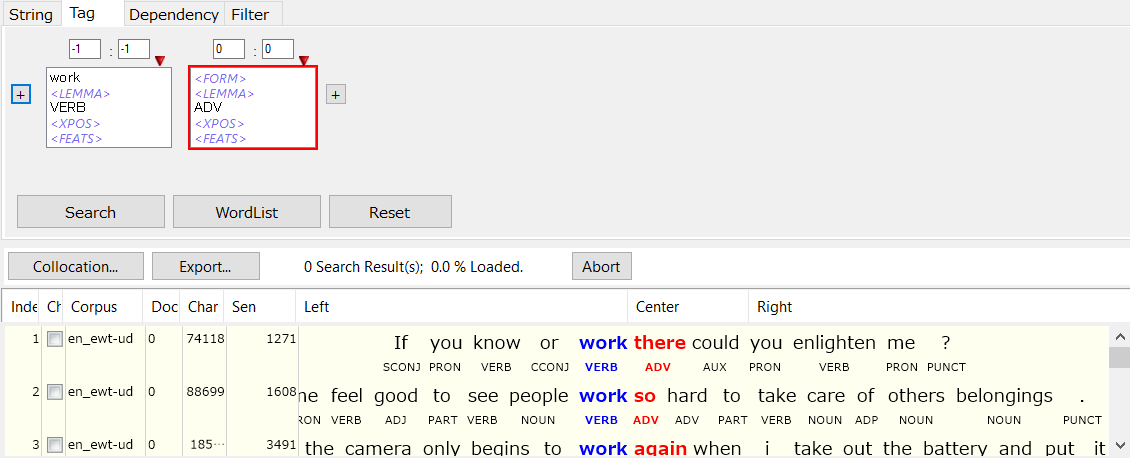 String Tag Dependency Filter
-1 : -1 0 : 0
work <FORM>
+ <LEMMA> <LEMMA> +
VERB ADV
<XPOS> <XPOS>
<FEATS> <FEATS>
Search WordList Reset
Collocation... Export... 0 Search Result(s); 0.0 % Loaded. Abort
Inde Ch Corpus Doc Char Sen Left Center Right
1 en_ewt-ud 0 74118 1271 If you know or work there could you enlighten me ?
SCONJ PRON VERB CCONJ VERB ADV AUX PRON VERB PRON PUNCT
2 en_ewt-ud 0 88699 1608 ne feel good to see people work so hard to take care of others belongings .
RON VERB ADJ PART VERB NOUN VERB ADV ADV PART VERB NOUN ADP NOUN NOUN PUNCT
3 en_ewt-ud 0 185⋯ 3491 the camera only begins to work again when i take out the battery and put it